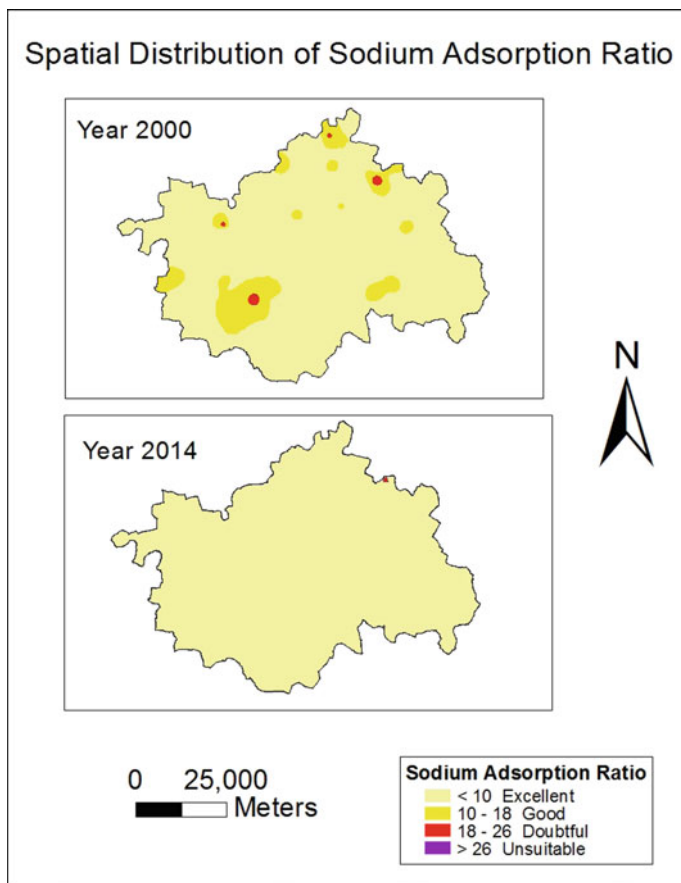 Spatial Distribution of Sodium Adsorption Ratio
Year 2000
N
Year 2014
0 25,000
Meters
Sodium Adsorption Ratio
< 10 Excellent
10 - 18 Good
18 - 26 Doubtful
> 26 Unsuitable